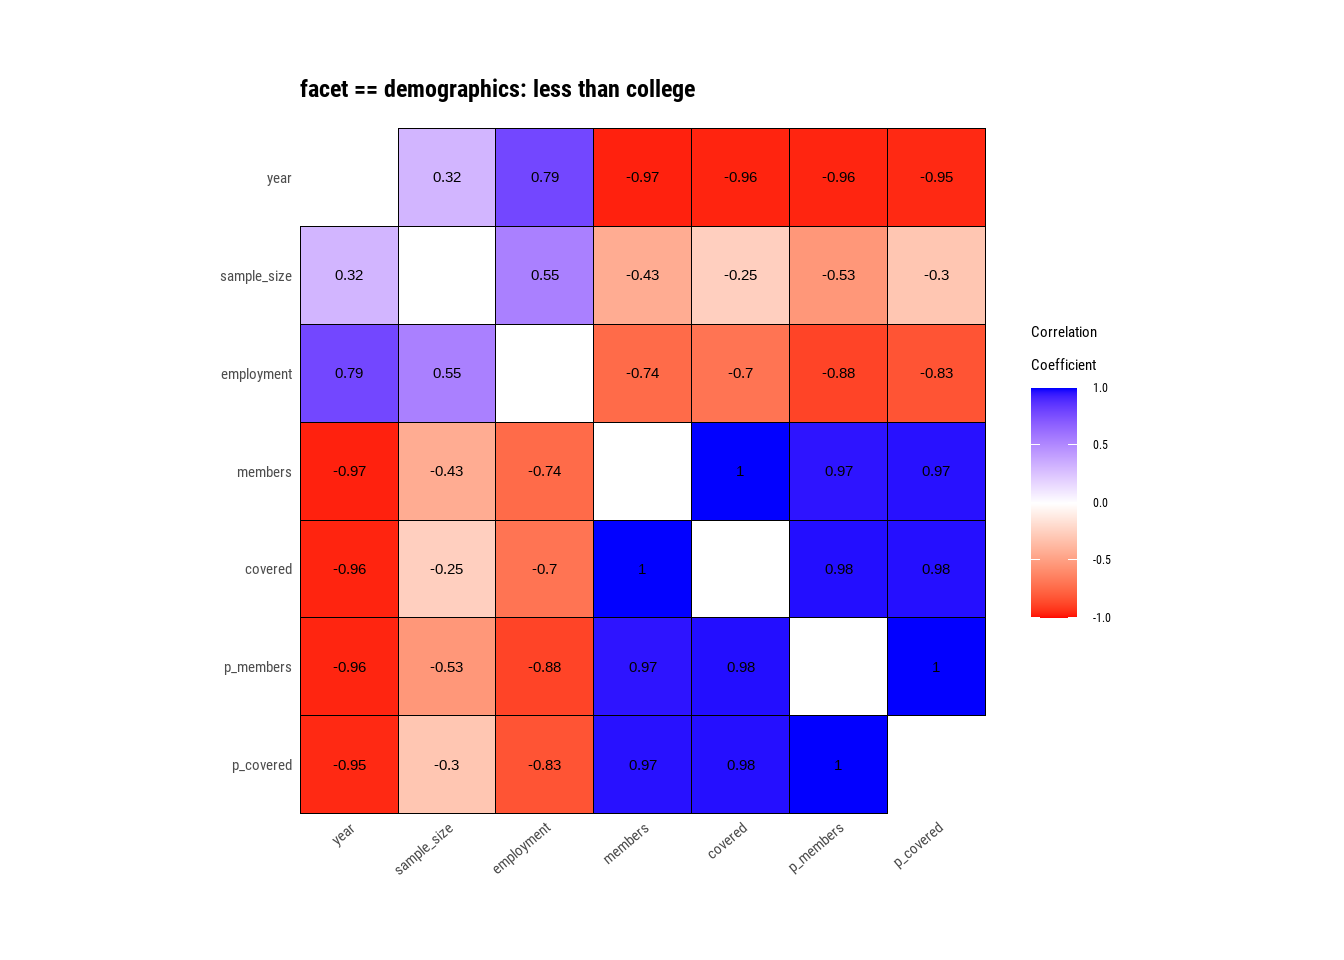 facet == demographics: less than college
year 0.32 0.79 -0.97 -0.96 -0.96 -0.95
sample_size 0.32 0.55 -0.43 -0.25 -0.53 -0.3
employment 0.79 0.55 -0.74 -0.7 -0.88 -0.83
members -0.97 -0.43 -0.74 1 0.97 0.97
covered -0.96 -0.25 -0.7 1 0.98 0.98
p_members -0.96 -0.53 -0.88 0.97 0.98 1
p_covered -0.95 -0.3 -0.83 0.97 0.98 1
year sample_size employment members covered p_members p_covered
Correlation
Coefficient
1.0
0.5
0.0
-0.5
-1.0